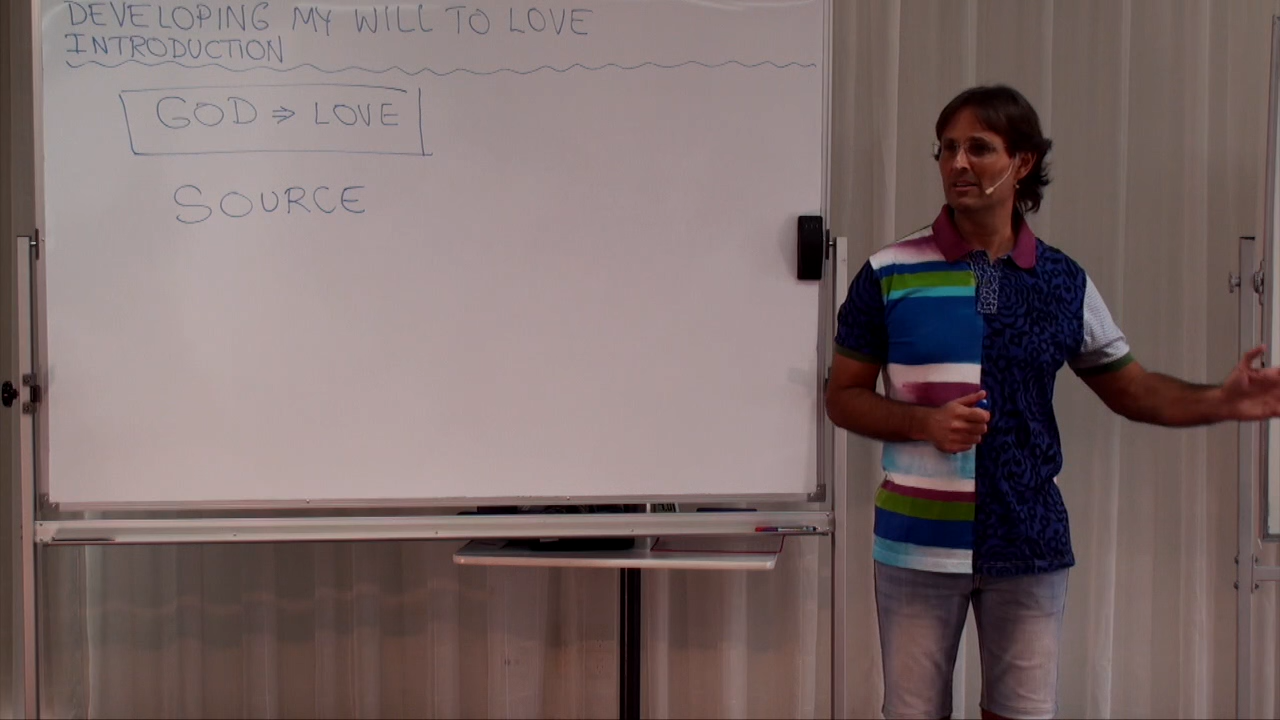 DEVELOPING MY WILL TO LOVE
INTRODUCTION
GOD ⇒ LOVE
SOURCE